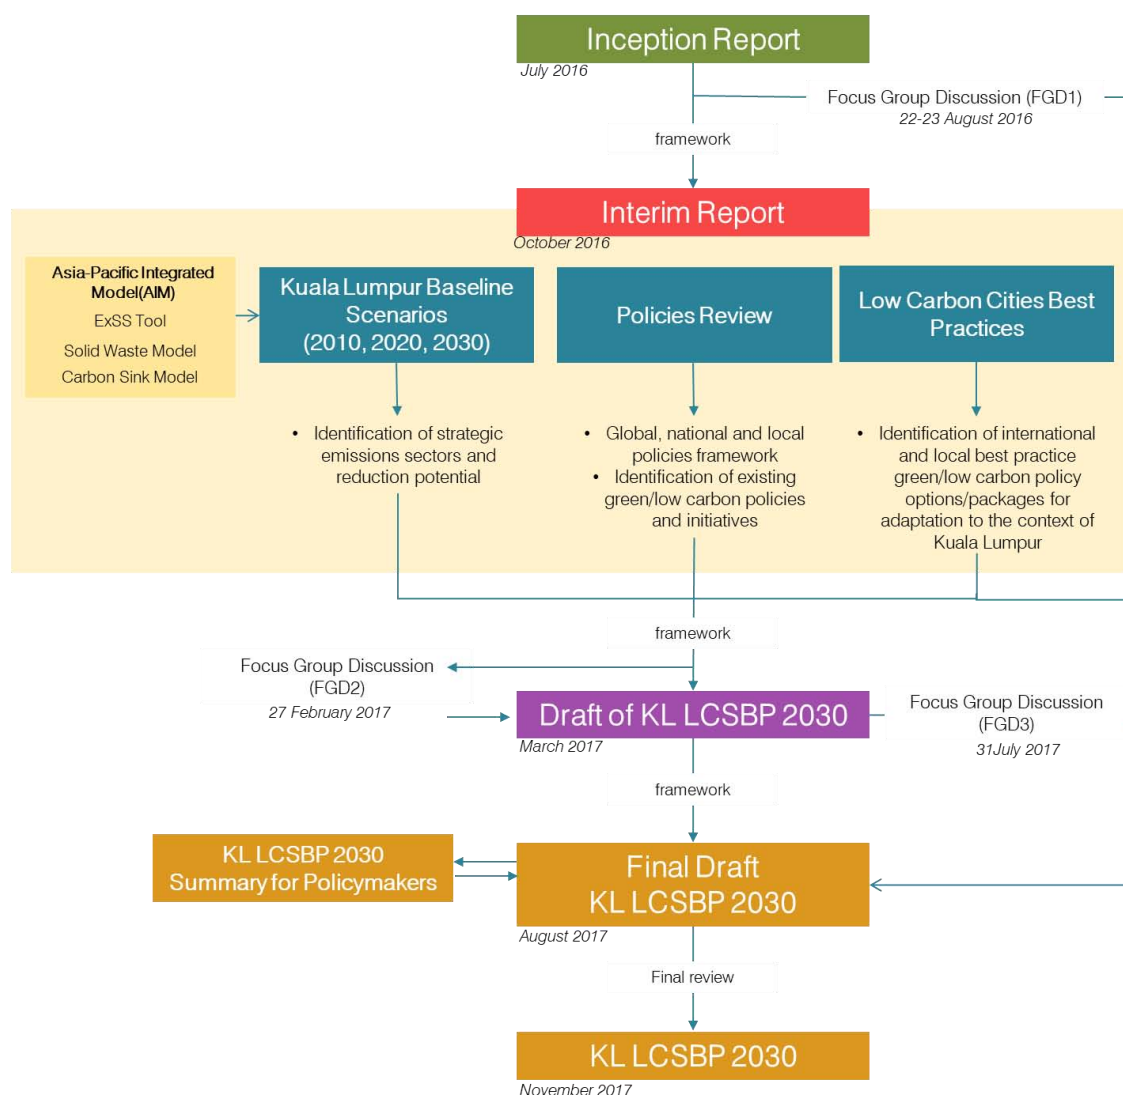 Inception Report
July 2016
Focus Group Discussion (FGD1)
22-23 August 2016
framework
Interim Report
October 2016
Asia-Pacific Integrated
Model(AIM)
ExSS Tool
Solid Waste Model
Carbon Sink Model
Kuala Lumpur Baseline
Scenarios
(2010, 2020, 2030)
Policies Review
Low Carbon Cities Best
Practices
• Identification of strategic
emissions sectors and
reduction potential
• Global, national and local
policies framework
• Identification of existing
green/low carbon policies
and initiatives
• Identification of international
and local best practice
green/low carbon policy
options/packages for
adaptation to the context of
Kuala Lumpur
framework
Focus Group Discussion
(FGD2)
27 February 2017
Draft of KL LCSBP 2030
March 2017
Focus Group Discussion
(FGD3)
31July 2017
framework
KL LCSBP 2030
Summary for Policymakers
Final Draft
KL LCSBP 2030
August 2017
Final review
KL LCSBP 2030
November 2017